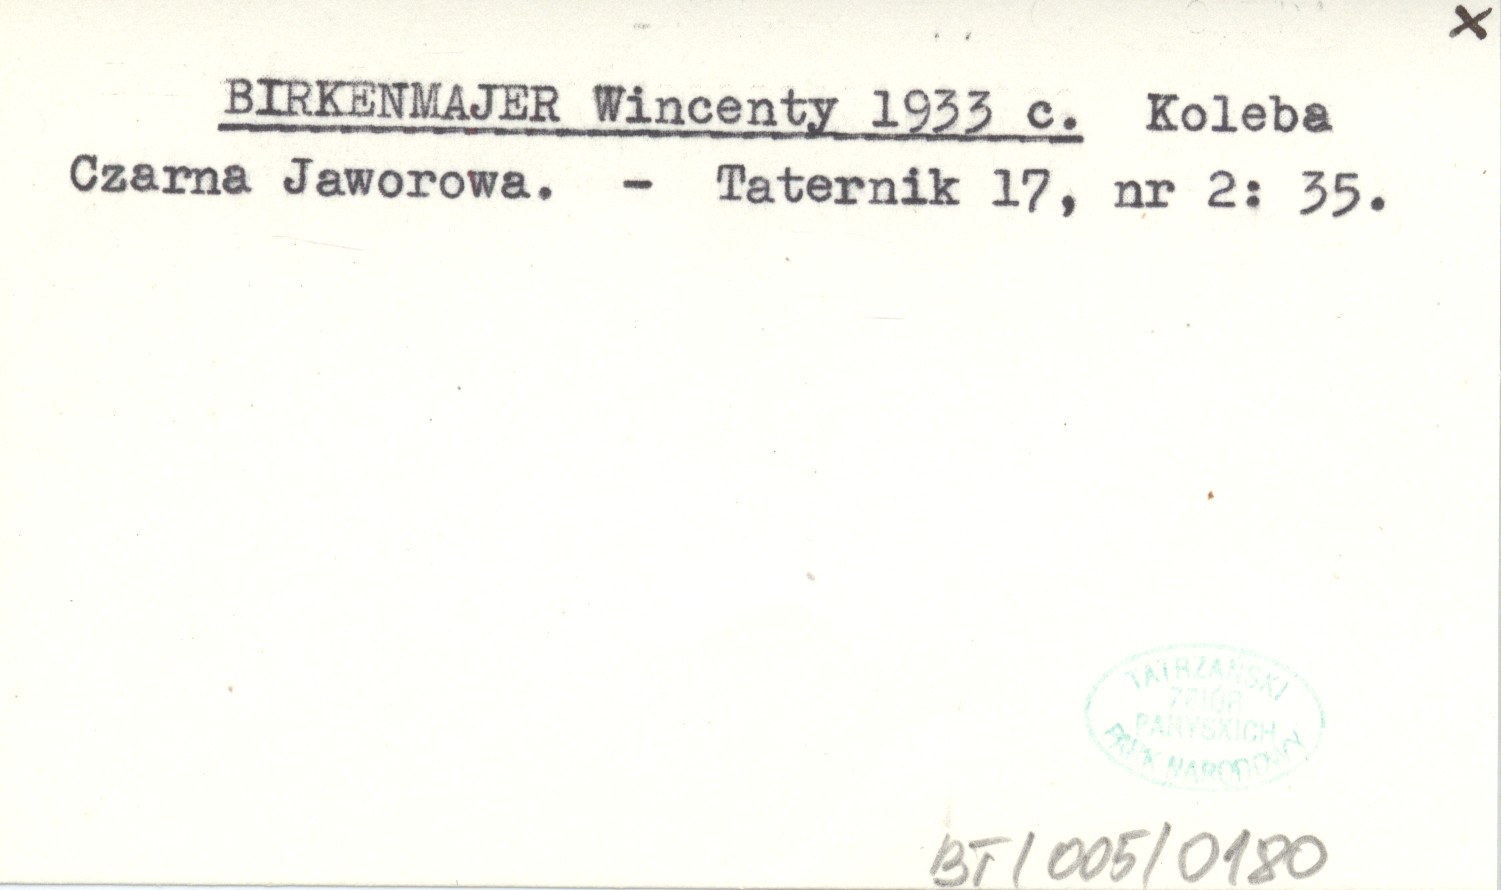 x
BIRKENMAJER Wincenty 1933 c. Koleba
Czarna Jaworowa. - Taternik 17, nr 2: 35.
TATRZAŃSKI
ZBIÓR
PARYSKICH
PARK NARODOWY
BT/005/0180